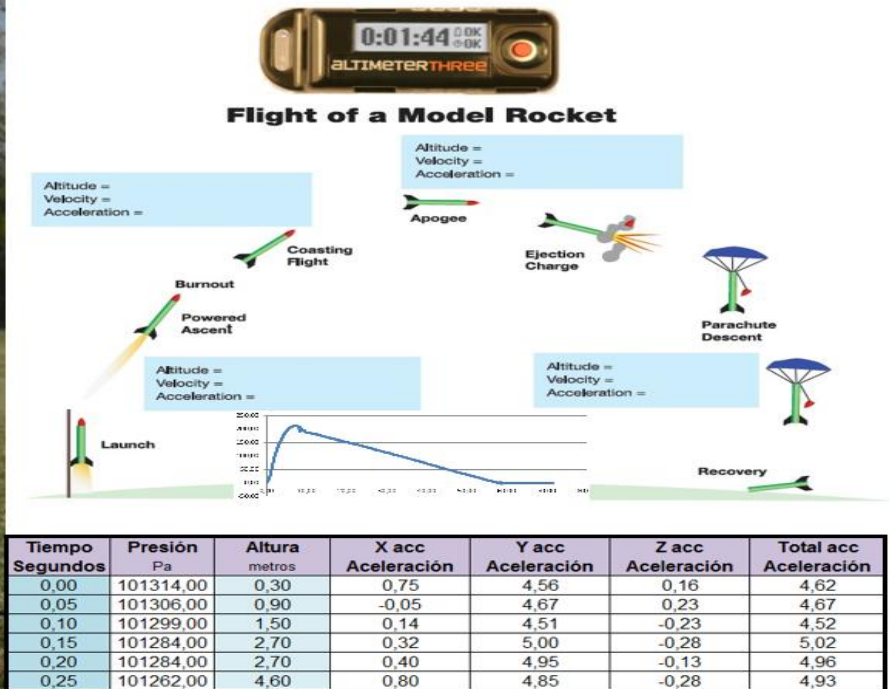 0:01:44 OK
OK
ALTIMETERTHREE
Flight of a Model Rocket
Altitude =
Velocity =
Acceleration =
Altitude =
Velocity =
Acceleration =
Apogee
Coasting
Flight
Ejection
Charge
Burnout
Powered
Ascent
Parachute
Descent
Altitude =
Velocity =
Acceleration =
Altitude =
Velocity =
Acceleration =
Launch
Recovery
Tiempo Segundos Presión Pa Altura metros X acc Aceleración Y acc Aceleración Z acc Aceleración Total acc Aceleración
0,00 101314,00 0,30 0,75 4,56 0,16 4,62
0,05 101306,00 0,90 -0,05 4,67 0,23 4,67
0,10 101299,00 1,50 0,14 4,51 -0,23 4,52
0,15 101284,00 2,70 0,32 5,00 -0,28 5,02
0,20 101284,00 2,70 0,40 4,95 -0,13 4,96
0,25 101262,00 4,60 0,80 4,85 -0,28 4,93